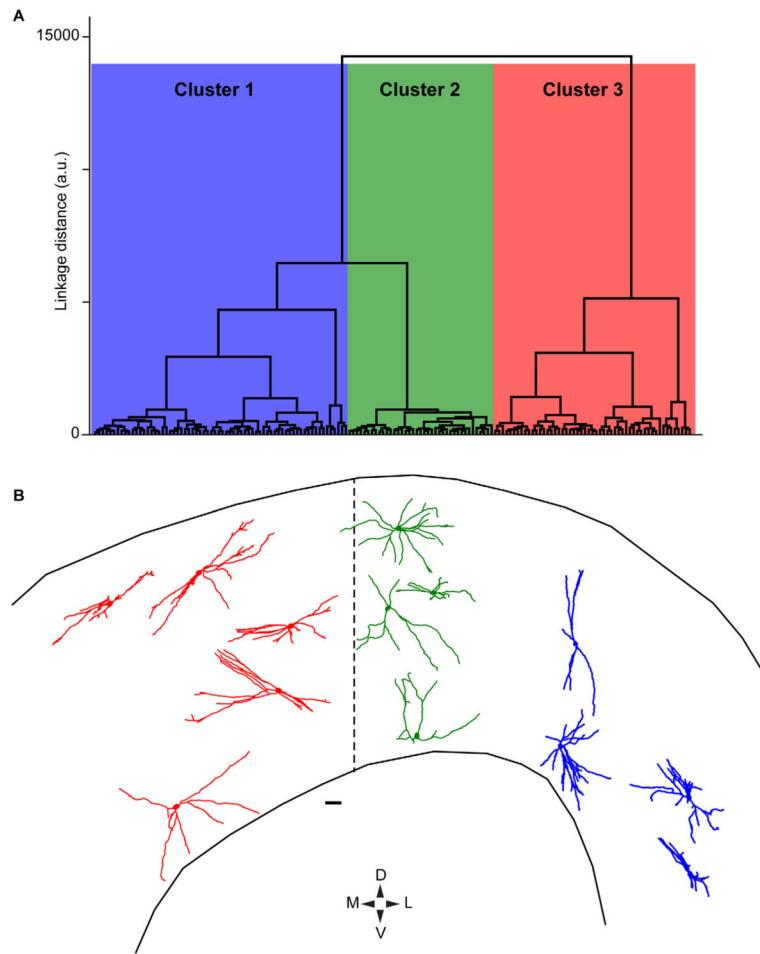 A
15000
Cluster 1
Cluster 2
Cluster 3
Linkage distance (a.u.)
0
B
D
M
L
V